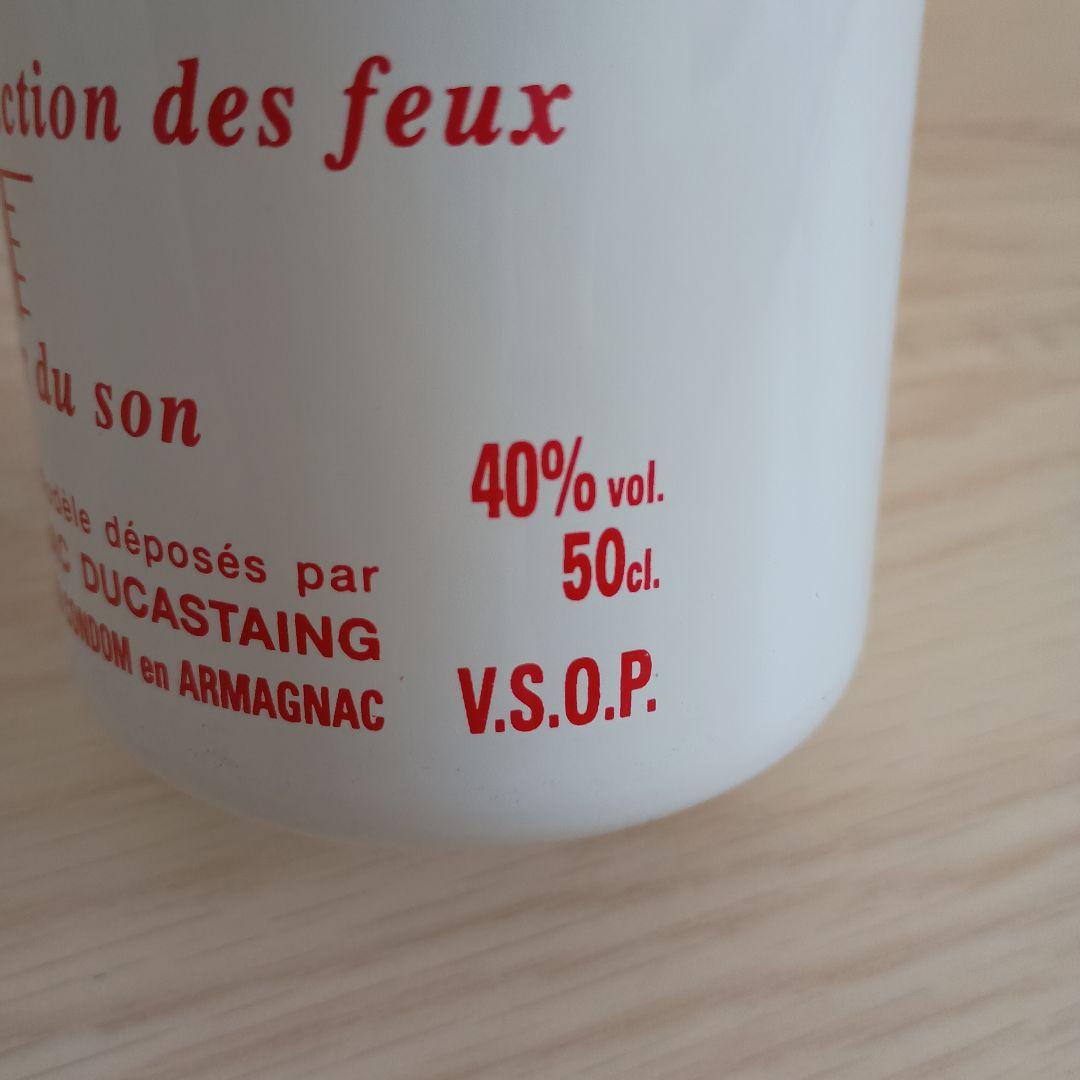 ction des feux
du son
40% vol.
50cl.
déposés par
DUCASTAING
en ARMAGNAC
V.S.O.P.